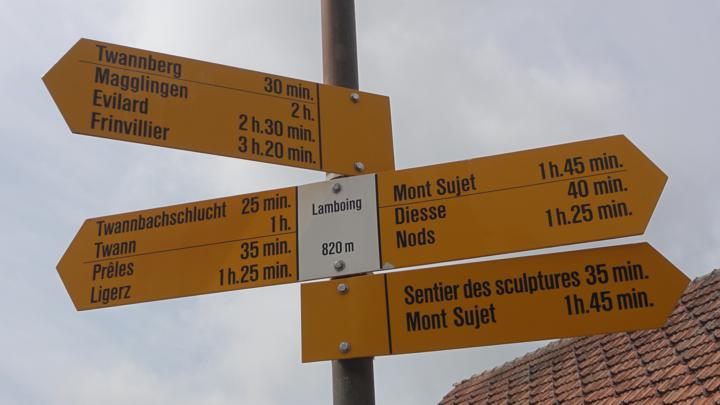 Twannberg 30 min.
Magglingen 2 h.
Evilard 2 h.30 min.
Frinvillier 3 h.20 min.
Twannbachschlucht 25 min.
Twann 1 h.
Prêles 35 min.
Ligerz 1 h.25 min.
Lamboing
820 m
Mont Sujet 1 h.45 min.
Diesse 40 min.
Nods 1 h.25 min.
Sentier des sculptures 35 min.
Mont Sujet 1h.45 min.